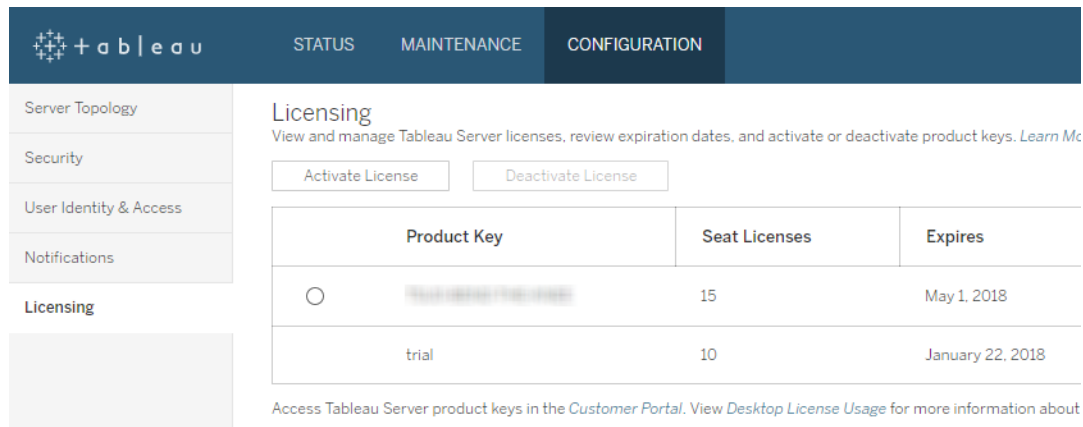 tableau STATUS MAINTENANCE CONFIGURATION
Server Topology
Security
User Identity & Access
Notifications
Licensing
Licensing
View and manage Tableau Server licenses, review expiration dates, and activate or deactivate product keys. Learn Mo
Activate License Deactivate License
Product Key Seat Licenses Expires
15 May 1, 2018
trial 10 January 22, 2018
Access Tableau Server product keys in the Customer Portal. View Desktop License Usage for more information about